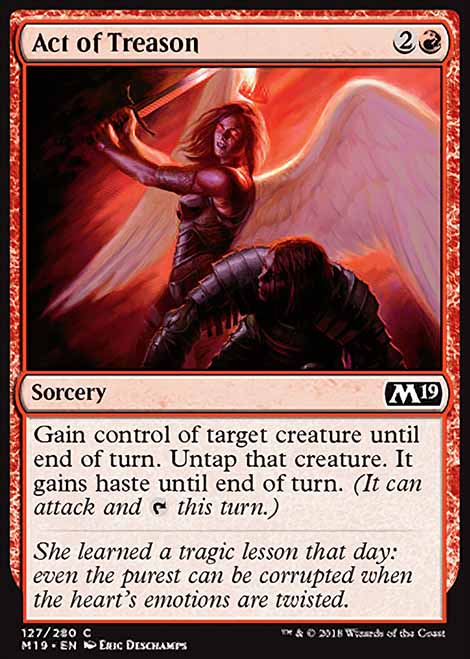 Act of Treason 2
Sorcery
M19
Gain control of target creature until
end of turn. Untap that creature. It
gains haste until end of turn. (It can
attack and this turn.)
She learned a tragic lesson that day:
even the purest can be corrupted when
the heart's emotions are twisted.
127/280 C
M19 • EN Eric Deschamps
™ & © 2018 Wizards of the Coast